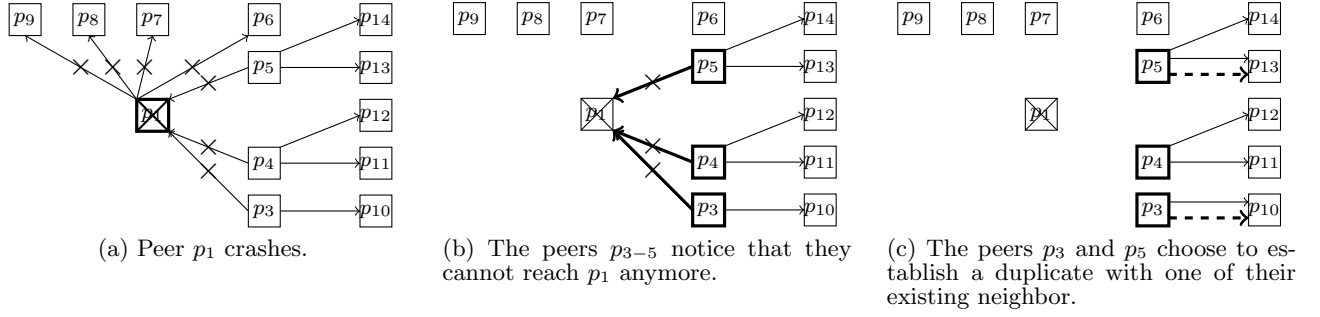 p9 p8 p7 p6 p14
p5 p13
p1 p12
p4 p11
p3 p10
(a) Peer p1 crashes.
p9 p8 p7 p6 p14
p5 p13
p1 p12
p4 p11
p3 p10
(b) The peers p3−5 notice that they
cannot reach p1 anymore.
p9 p8 p7 p6 p14
p5 p13
p1 p12
p4 p11
p3 p10
(c) The peers p3 and p5 choose to es-
tablish a duplicate with one of their
existing neighbor.